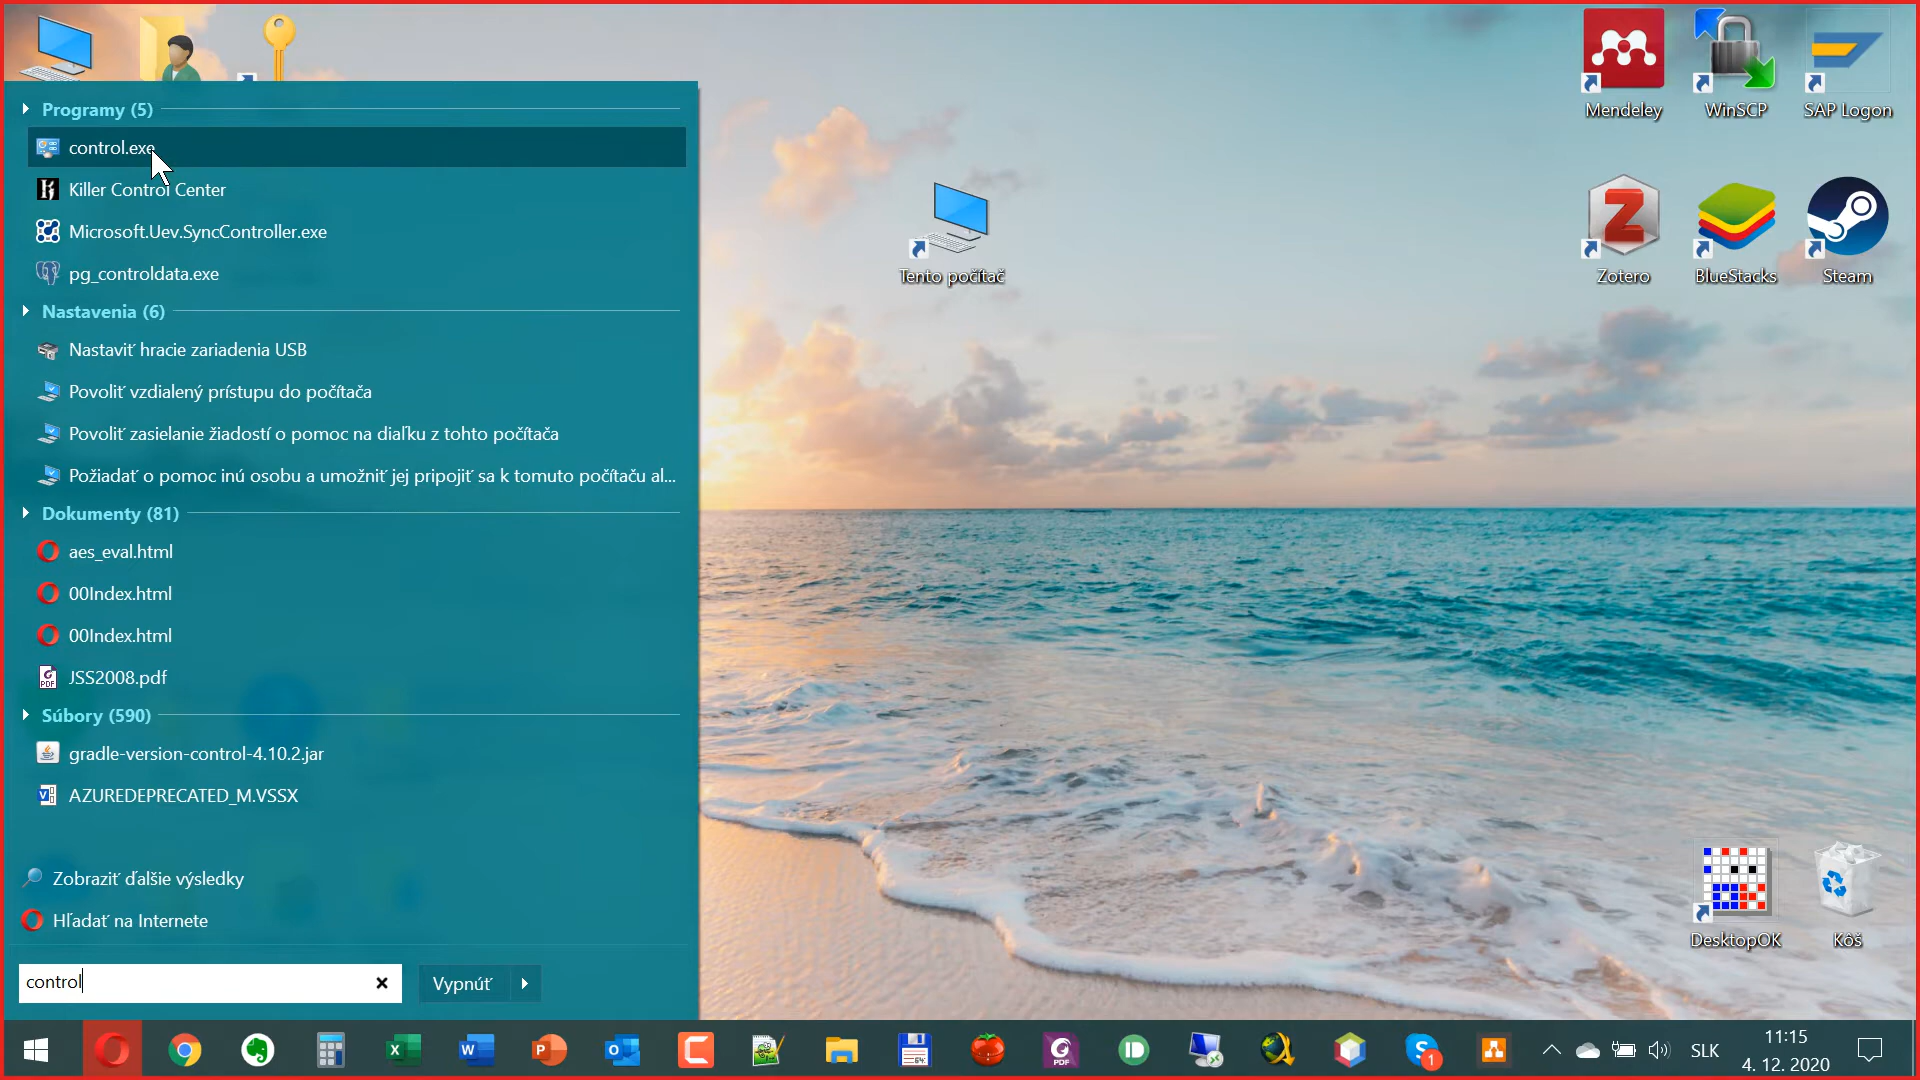 Programy (5)
control.exe
Killer Control Center
Microsoft.Uev.SyncController.exe
pg_controldata.exe
Nastavenia (6)
Nastaviť hracie zariadenia USB
Povoliť vzdialený prístupu do počítača
Povoliť zasielanie žiadostí o pomoc na diaľku z tohto počítača
Požiadať o pomoc inú osobu a umožniť jej pripojiť sa k tomuto počítaču al...
Dokumenty (81)
aes_eval.html
00Index.html
00Index.html
JSS2008.pdf
Súbory (590)
gradle-version-control-4.10.2.jar
AZUREDEPRECATED_M.VSSX
Zobraziť ďalšie výsledky
Hľadať na Internete
control
Vypnúť
Mendeley
WinSCP
SAP Logon
Tento počítač
Zotero
BlueStacks
Steam
DesktopOK
Kôš
SLK
11:15
4. 12. 2020